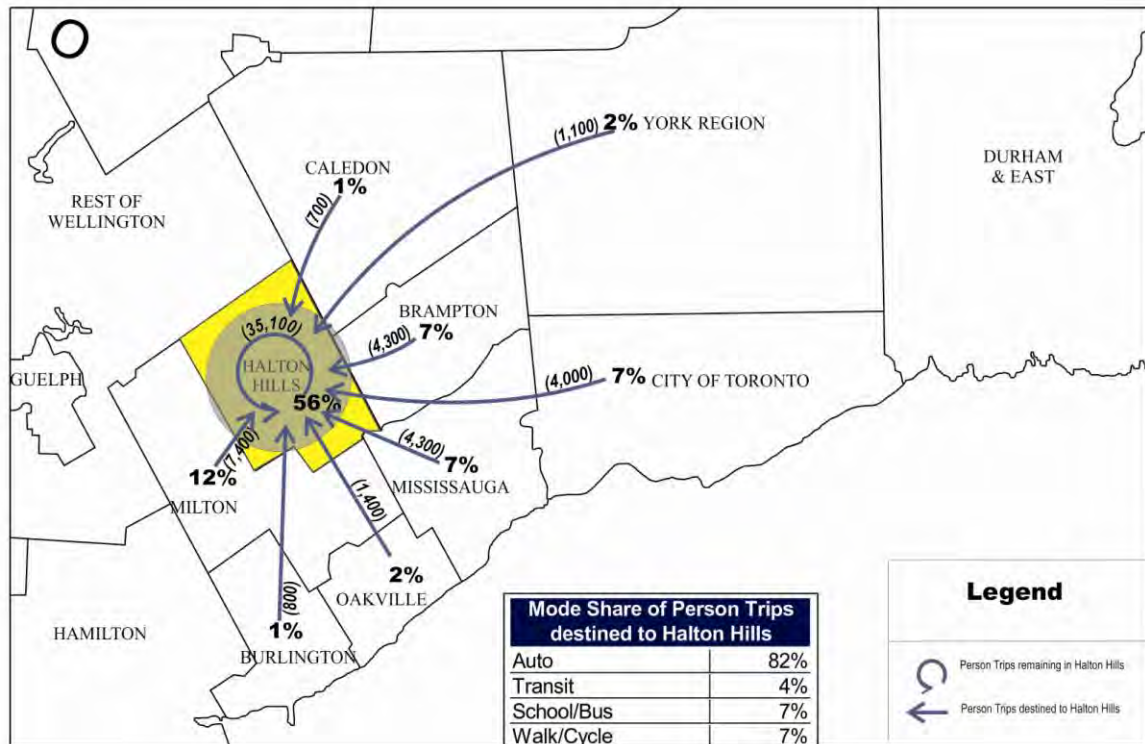 (1,100) 2% YORK REGION
CALEDON
1%
(700)
DURHAM
& EAST
REST OF
WELLINGTON
(35,100)
BRAMPTON
(4,300) 7%
GUELPH
HALTON
HILLS
56%
(4,000) 7% CITY OF TORONTO
(4,300)
7%
MISSISSAUGA
(7,400)
12%
MILTON
(1,400)
2%
OAKVILLE
(800)
1%
BURLINGTON
HAMILTON
Mode Share of Person Trips
destined to Halton Hills
Auto 82%
Transit 4%
School/Bus 7%
Walk/Cycle 7%
Legend
Person Trips remaining in Halton Hills
Person Trips destined to Halton Hills